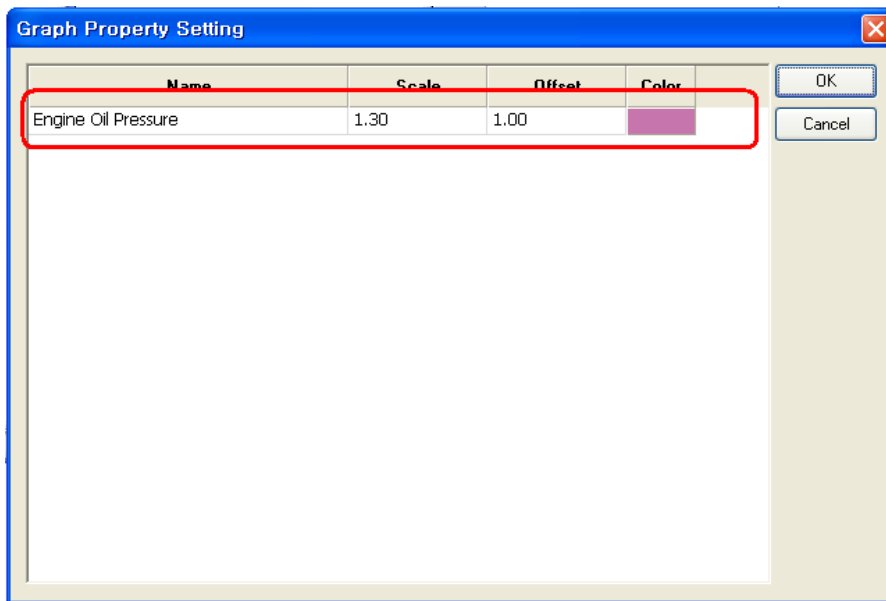 Graph Property Setting
Name Scale Offset Color
OK
Engine Oil Pressure 1.30 1.00
Cancel